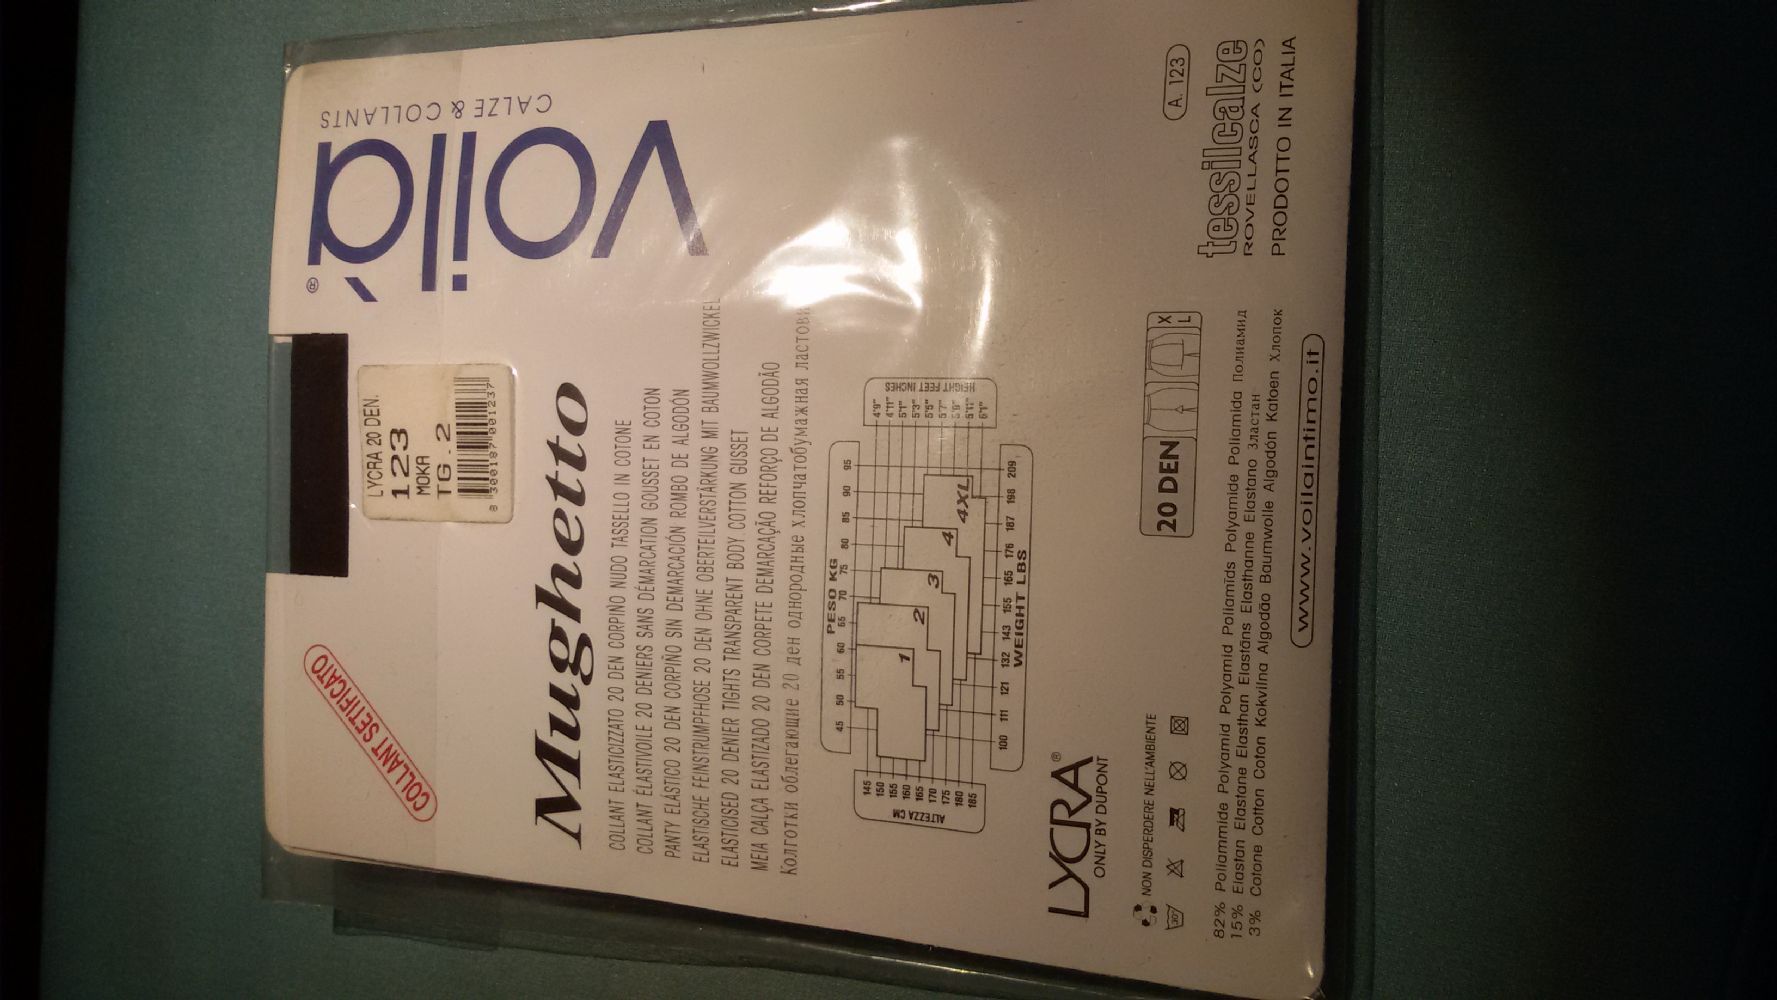 voilà®
CALZE & COLLANTS
LYCRA 20 DEN.
123
MOKA
TG.2
8 300187 001237
COLLANT SETIFICATO
Mughetto
COLLANT ELASTICIZZATO 20 DEN CORPIÑO NUDO TASSELLO IN COTONE
COLLANT ÉLASTIVOILE 20 DENIERS SANS DÉMARCATION GOUSSET EN COTON
PANTY ELÁSTICO 20 DEN CORPIÑO SIN DEMARCACIÓN ROMBO DE ALGODÓN
ELASTISCHE FEINSTRUMPFHOSE 20 DEN OHNE OBERTEILVERSTÄRKUNG MIT BAUMWOLLZWICKEL
ELASTICISED 20 DENIER TIGHTS TRANSPARENT BODY.COTTON GUSSET
MEIA CALÇA ELASTIZADO 20 DEN CORPETE DEMARCAÇÃO REFORÇO DE ALGODÃO
Колготки облегающие 20 ден однородные хлопчатобумажная
PESO KG
45 50 55 60 65 70 75 80 85 90 95
ALTEZZA CM
145
150
155
160
165
170
175
180
185
HEIGHT FEET INCHES
4'9"
4'11"
5'1"
5'3"
5'5"
5'7"
5'9"
5'11"
6'1"
1 2 3 4 4XL
100 111 121 132 143 155 165 176 187 198 209
WEIGHT LBS
LYCRA®
ONLY BY DUPONT
NON DISPERDERE NELL'AMBIENTE
30°
20 DEN
X
L
A. 123
tessilcalze
ROVELLASCA (CO)
PRODOTTO IN ITALIA
82% Poliammide Polyamid Polyamid Poliamids Polyamide Polyamide Poliamida Полиамид
15% Elastan Elastane Elasthan Elastāns Elasthanne Elastano Эластан
3% Cotone Cotton Coton Kokvilna Algodão Baumwolle Algodón Katoen Хлопок
www.voilaintimo.it